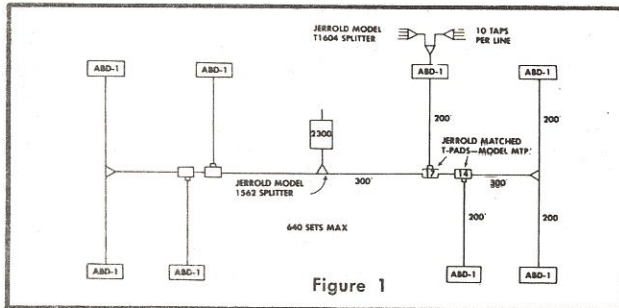 JERROLD MODEL
T1604 SPLITTER
10 TAPS
PER LINE
ABD-1
ABD-1
ABD-1
ABD-1
200'
200'
JERROLD MATCHED
T-PADS—MODEL MTP.
2300
17
14
300'
300'
JERROLD MODEL
1562 SPLITTER
200'
200
640 SETS MAX
ABD-1
ABD-1
ABD-1
ABD-1
Figure 1